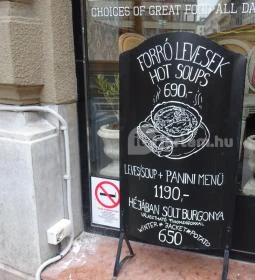 CHOICES OF GREAT FOOD ALL DA
FORRÓ LEVESEK
HOT SOUPS
690.-
LEVES/SOUP + PANINI MENÜ
1190.-
HÉJÁBAN SÜLT BURGONYA
VÁLASZTHATÓ
WINTER * JACKET * POTATO
650